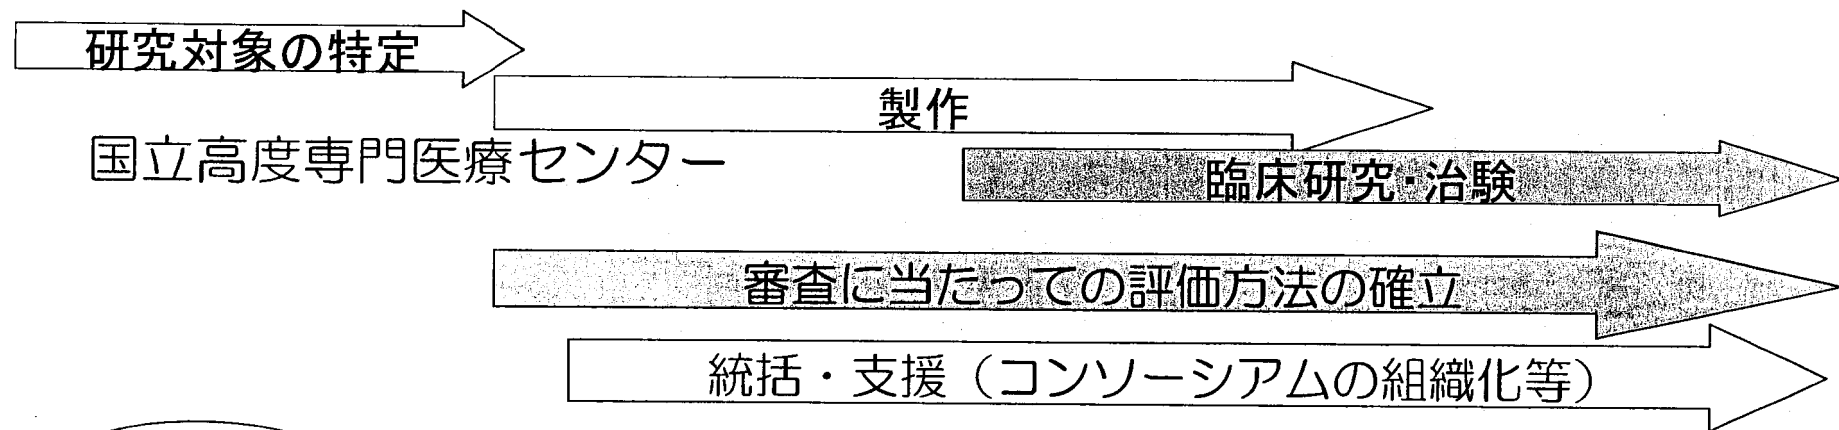 研究対象の特定
製作
国立高度専門医療センター
臨床研究・治験
審査に当たっての評価方法の確立
統括・支援（コンソーシアムの組織化等）